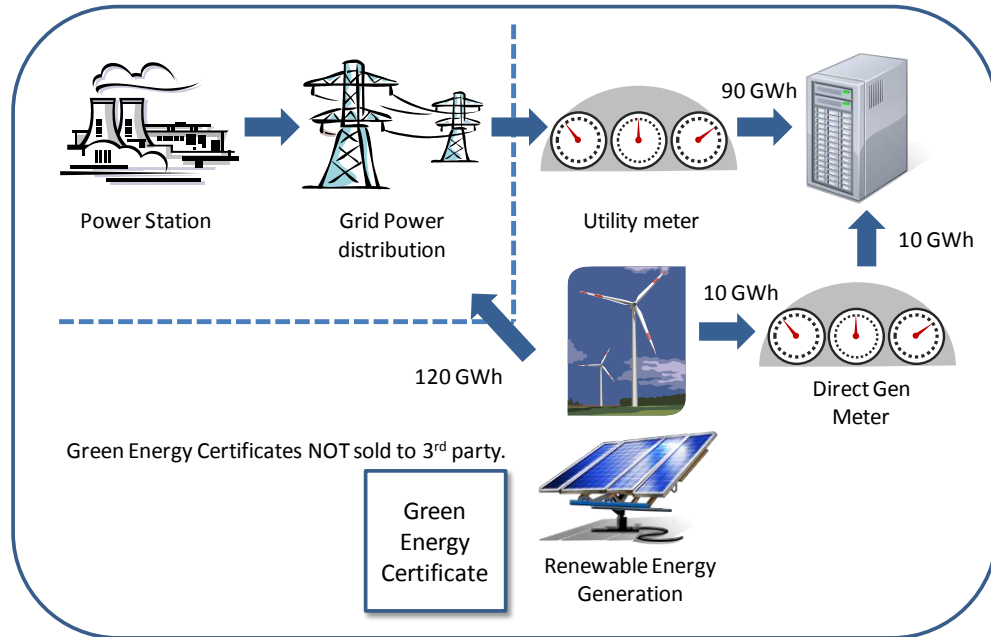 90 GWh
Power Station
Grid Power
distribution
Utility meter
10 GWh
10 GWh
120 GWh
Direct Gen
Meter
Green Energy Certificates NOT sold to 3rd party.
Green
Energy
Certificate
Renewable Energy
Generation